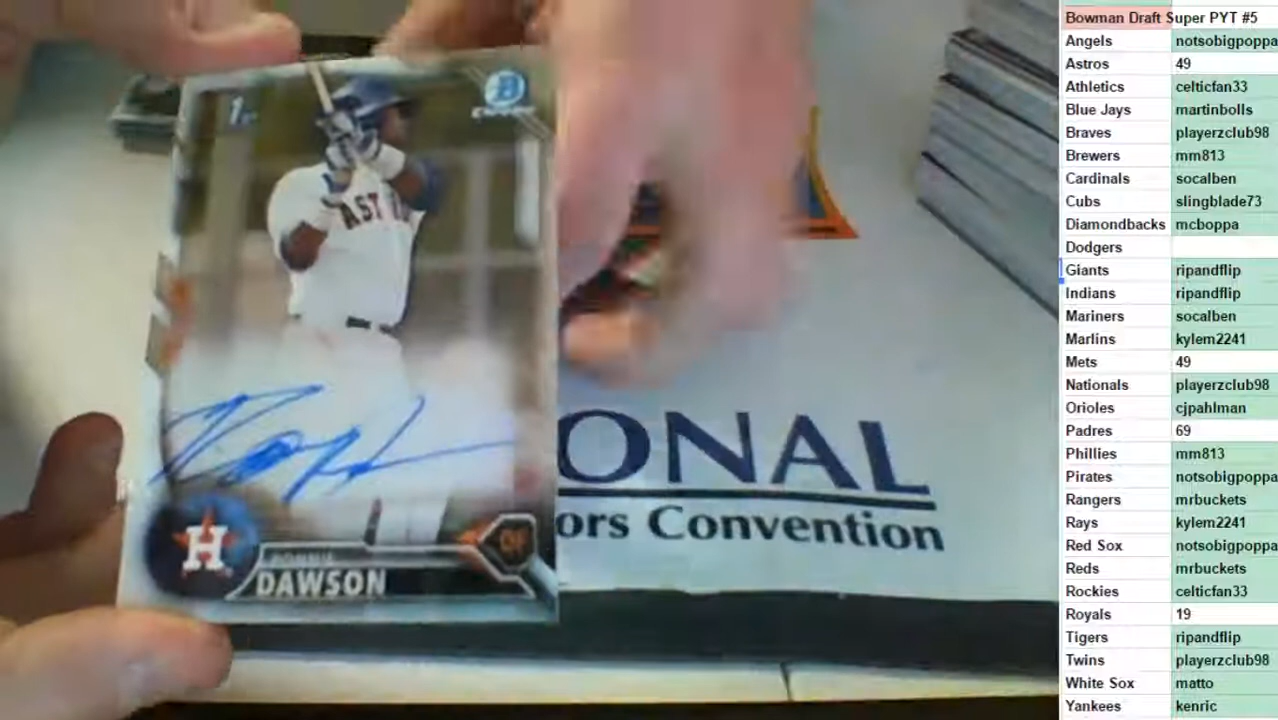 1st
CHROME
ASTROS
H
RONNIE
DAWSON
OF
ONAL
ors Convention
Bowman Draft Super PYT #5
Angels notsobigpoppa
Astros 49
Athletics celticfan33
Blue Jays martinbolls
Braves playerzclub98
Brewers mm813
Cardinals socalben
Cubs slingblade73
Diamondbacks mcboppa
Dodgers
Giants ripandflip
Indians ripandflip
Mariners socalben
Marlins kylem2241
Mets 49
Nationals playerzclub98
Orioles cjpahlman
Padres 69
Phillies mm813
Pirates notsobigpoppa
Rangers mrbuckets
Rays kylem2241
Red Sox notsobigpoppa
Reds mrbuckets
Rockies celticfan33
Royals 19
Tigers ripandflip
Twins playerzclub98
White Sox matto
Yankees kenric